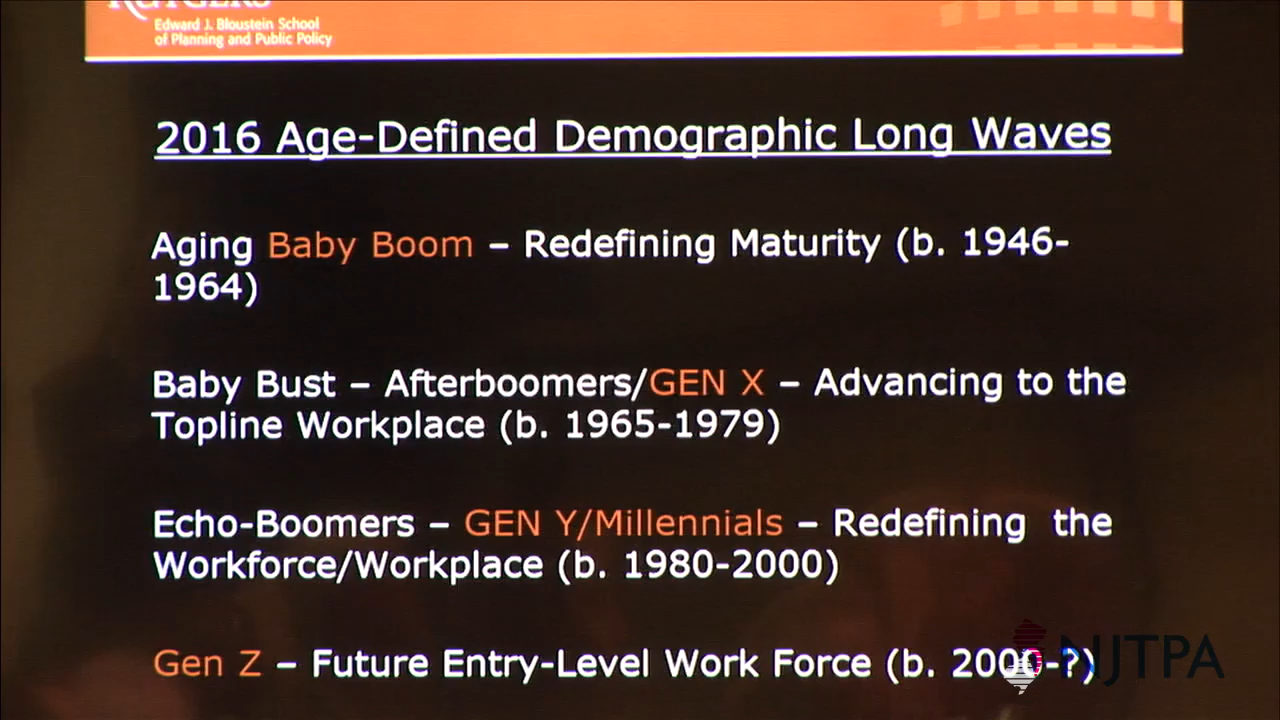 RUTGERS
Edward J. Bloustein School
of Planning and Public Policy
2016 Age-Defined Demographic Long Waves
Aging Baby Boom – Redefining Maturity (b. 1946-
1964)
Baby Bust – Afterboomers/GEN X – Advancing to the
Topline Workplace (b. 1965-1979)
Echo-Boomers – GEN Y/Millennials – Redefining the
Workforce/Workplace (b. 1980-2000)
Gen Z – Future Entry-Level Work Force (b.
NJTPA